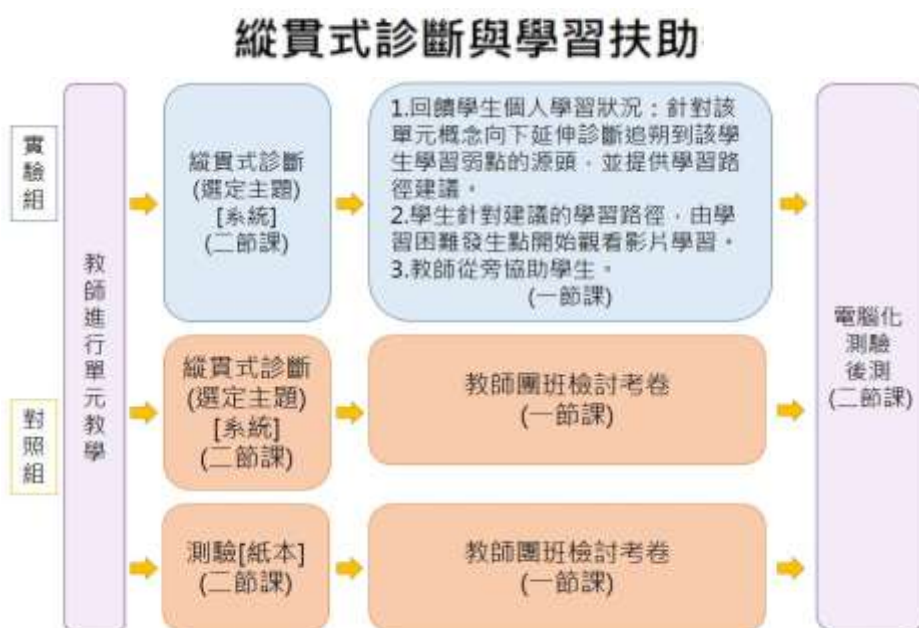 縱貫式診斷與學習扶助
實驗組
對照組
教師進行單元教學
縱貫式診斷
(選定主題)
[系統]
(二節課)
1.回饋學生個人學習狀況：針對該
單元概念向下延伸診斷追朔到該學
生學習弱點的源頭，並提供學習路
徑建議。
2.學生針對建議的學習路徑，由學
習困難發生點開始觀看影片學習。
3.教師從旁協助學生。
(一節課)
縱貫式診斷
(選定主題)
[系統]
(二節課)
教師團班檢討考卷
(一節課)
測驗[紙本]
(二節課)
教師團班檢討考卷
(一節課)
電腦化
測驗
後測
(二節課)